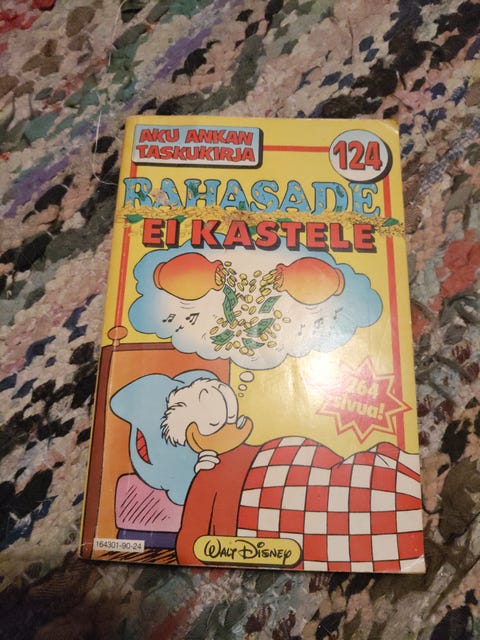 AKU ANKAN
TASKUKIRJA
124
RAHASADE
EI KASTELE
264
sivua!
164301-90-24
WALT DISNEY